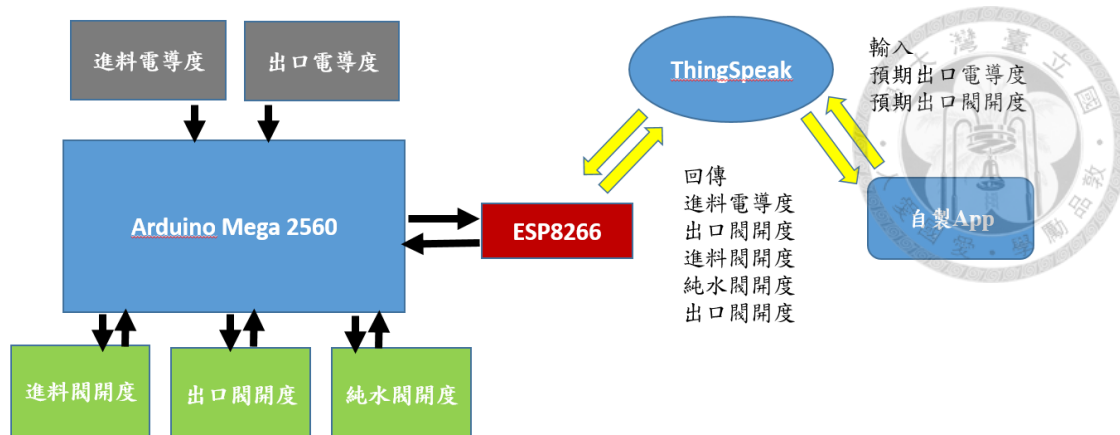 進料電導度
出口電導度
Arduino Mega 2560
進料閥開度
出口閥開度
純水閥開度
ESP8266
ThingSpeak
回傳
進料電導度
出口閥開度
進料閥開度
純水閥開度
出口閥開度
輸入
預期出口電導度
預期出口閥開度
自製App